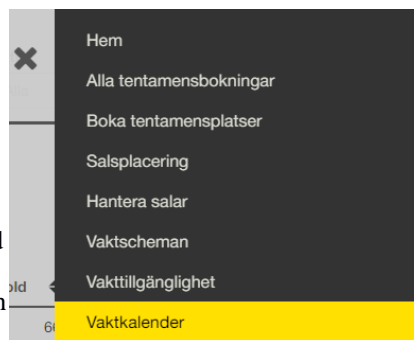 Hem
Alla tentamensbokningar
Boka tentamensplatser
Salsplacering
Hantera salar
Vaktscheman
Vakttillgänglighet
Vaktkalender